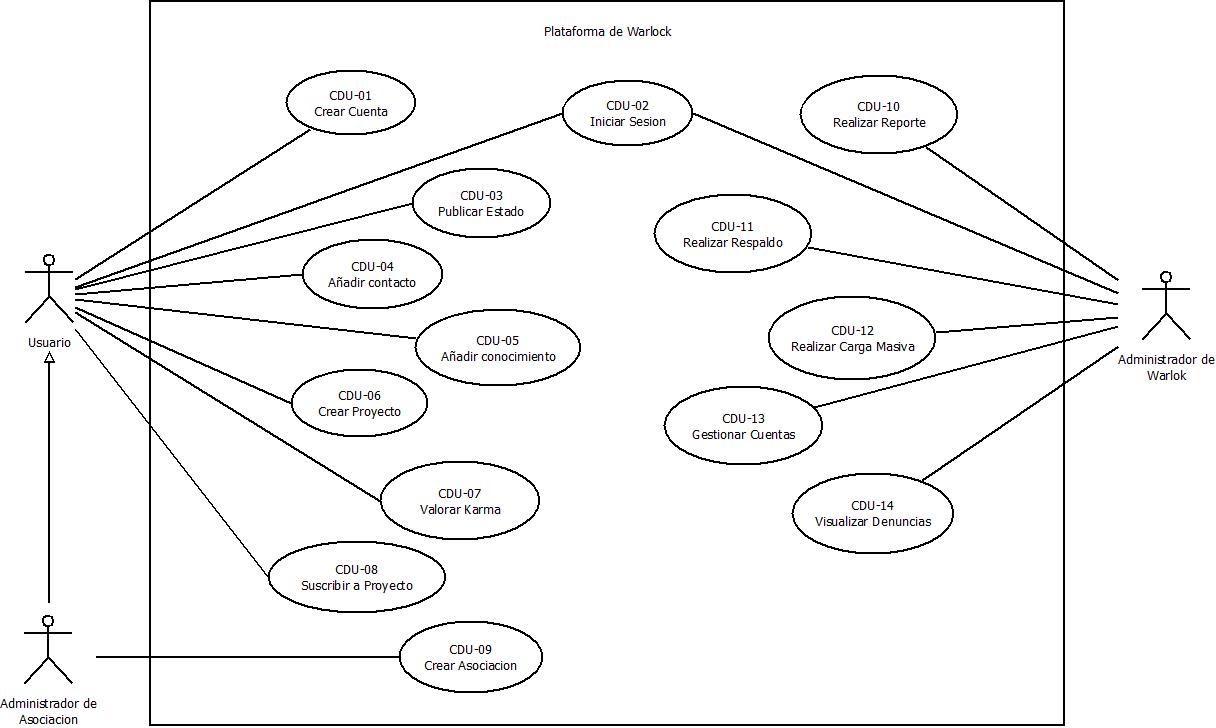 Plataforma de Warlock
CDU-01
Crear Cuenta
CDU-02
Iniciar Sesion
CDU-10
Realizar Reporte
CDU-03
Publicar Estado
CDU-11
Realizar Respaldo
CDU-04
Añadir contacto
Usuario
CDU-05
Añadir conocimiento
CDU-12
Realizar Carga Masiva
Administrador de
Warlok
CDU-06
Crear Proyecto
CDU-13
Gestionar Cuentas
CDU-07
Valorar Karma
CDU-14
Visualizar Denuncias
CDU-08
Suscribir a Proyecto
CDU-09
Crear Asociacion
Administrador de
Asociacion